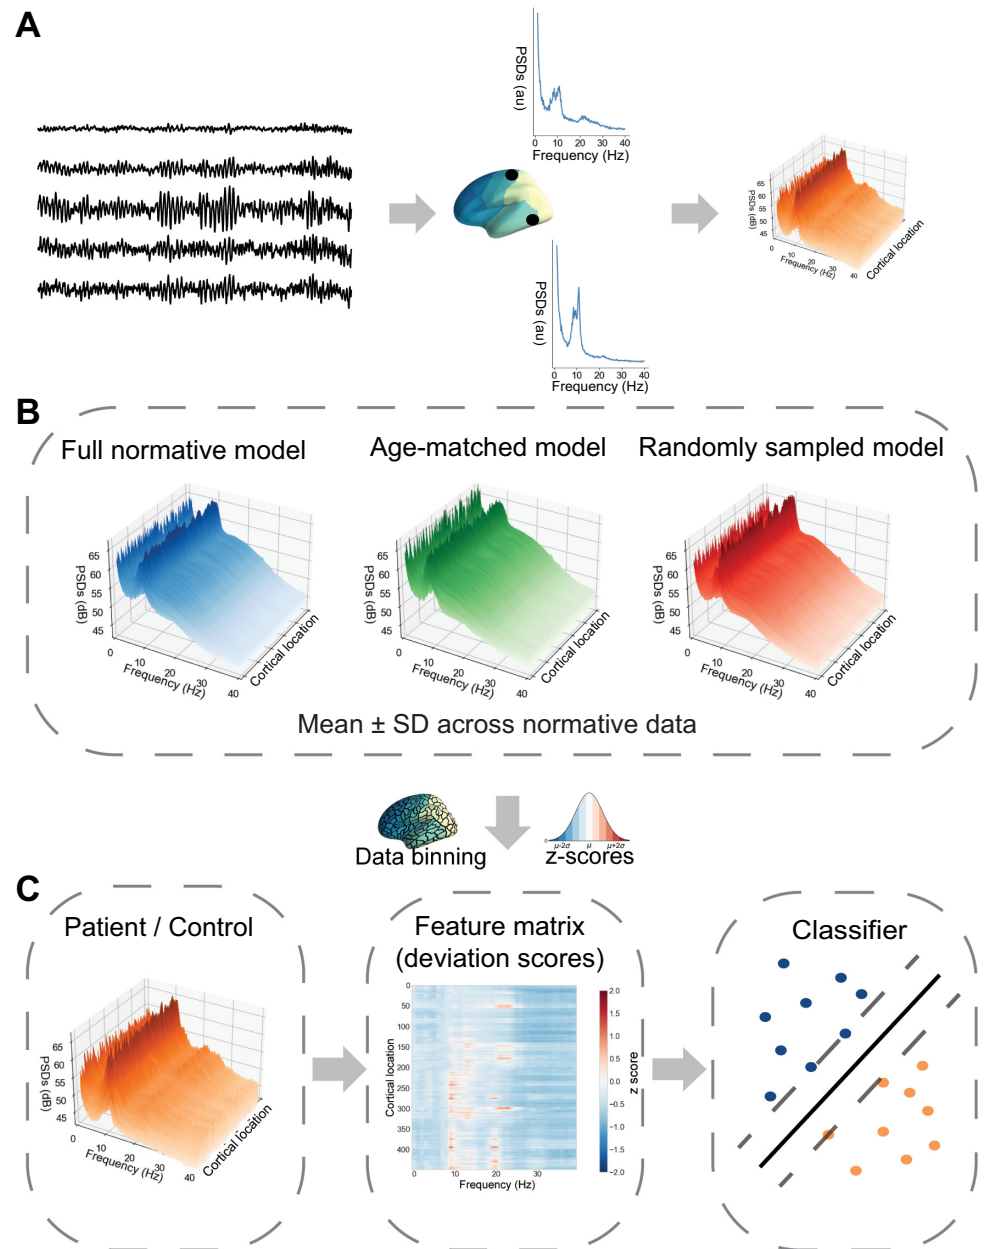 A
PSDs (au)
0 10 20 30 40
Frequency (Hz)
PSDs (au)
0 10 20 30 40
Frequency (Hz)
65
60
55
50
45
PSDs (dB)
0
10
20
30
40
Frequency (Hz)
Cortical location
B
Full normative model
Age-matched model
Randomly sampled model
65
60
55
50
45
PSDs (dB)
0
10
20
30
40
Frequency (Hz)
Cortical location
65
60
55
50
45
PSDs (dB)
0
10
20
30
40
Frequency (Hz)
Cortical location
65
60
55
50
45
PSDs (dB)
0
10
20
30
40
Frequency (Hz)
Cortical location
Mean ± SD across normative data
Data binning
0
μ-2σ μ μ+2σ
z-scores
C
Patient / Control
65
60
55
50
45
PSDs (dB)
0
10
20
30
40
Frequency (Hz)
Cortical location
Feature matrix
(deviation scores)
0
50
100
150
200
250
300
350
400
Cortical location
0 10 20 30
Frequency (Hz)
2.0
1.5
1.0
0.5
0.0
−0.5
−1.0
−1.5
−2.0
z score
Classifier